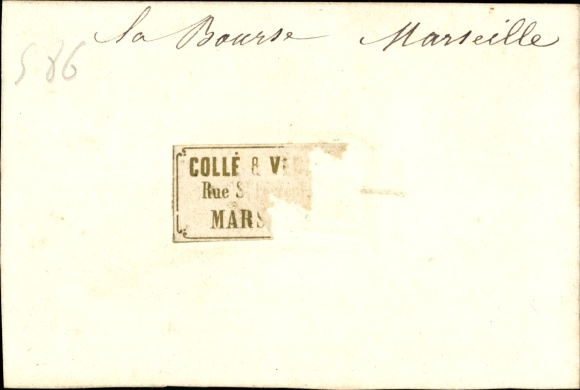 La Bourse Marseille
586
COLLÉ & V
Rue S
MARS